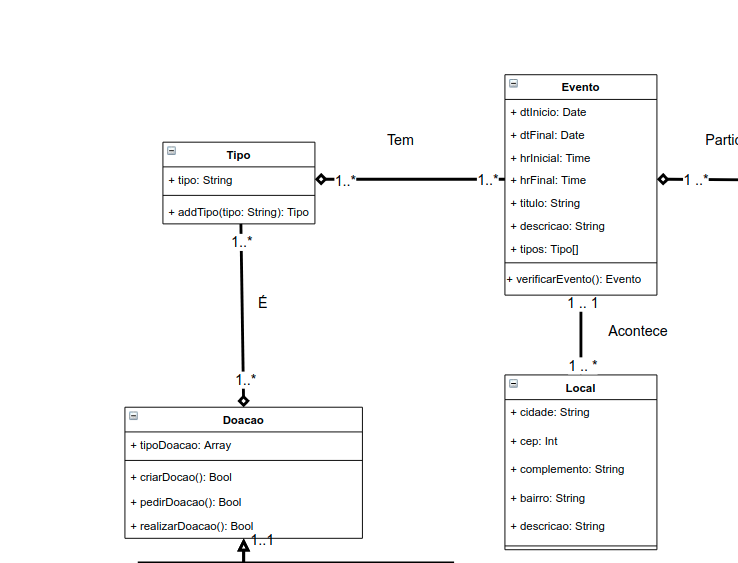 Evento
+ dtInicio: Date
+ dtFinal: Date
+ hrInicial: Time
+ hrFinal: Time
+ titulo: String
+ descricao: String
+ tipos: Tipo[]
+ verificarEvento(): Evento
Tem
Tipo
+ tipo: String
+ addTipo(tipo: String): Tipo
1..*
1..*
1 ..*
1..*
É
1..*
1 .. 1
Acontece
1 .. *
Local
+ cidade: String
+ cep: Int
+ complemento: String
+ bairro: String
+ descricao: String
Doacao
+ tipoDoacao: Array
+ criarDocao(): Bool
+ pedirDoacao(): Bool
+ realizarDoacao(): Bool
1..1